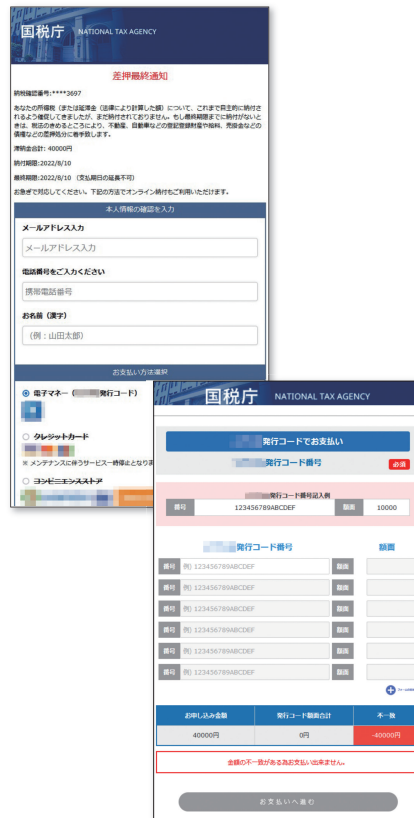 国税庁 NATIONAL TAX AGENCY
差押最終通知
納税確認番号:****3697
あなたの所得税（または延滞金（法律により計算した額）について、これまで自主的に納付さ
れるよう催促してきましたが、まだ納付されておりません。もし最終期限までに納付がないと
きは、税法のきめるところにより、不動産、自動車などの登記登録財産や給料、売掛金などの
債権などの差押処分に着手致します。
滞納金合計: 40000円
納付期限:2022/8/10
最終期限:2022/8/10 （支払期日の延長不可）
お急ぎで対応してください。下記の方法でオンライン納付もご利用いただけます。
本人情報の確認を入力
メールアドレス入力
メールアドレス入力
電話番号をご入力ください
携帯電話番号
お名前（漢字）
（例：山田太郎）
お支払い方法選択
電子マネー（ 発行コード）
クレジットカード
※ メンテナンスに伴うサービス一時停止となりま
コンビニエンスストア
国税庁 NATIONAL TAX AGENCY
発行コードでお支払い
発行コード番号 必須
発行コード番号記入例
番号 123456789ABCDEF 額面 10000
発行コード番号 額面
番号 例) 123456789ABCDEF 額面
番号 例) 123456789ABCDEF 額面
番号 例) 123456789ABCDEF 額面
番号 例) 123456789ABCDEF 額面
番号 例) 123456789ABCDEF 額面
お申し込み金額 発行コード額面合計 不一致
40000円 0円 -40000円
金額の不一致がある為お支払い出来ません。
お支払いへ進む